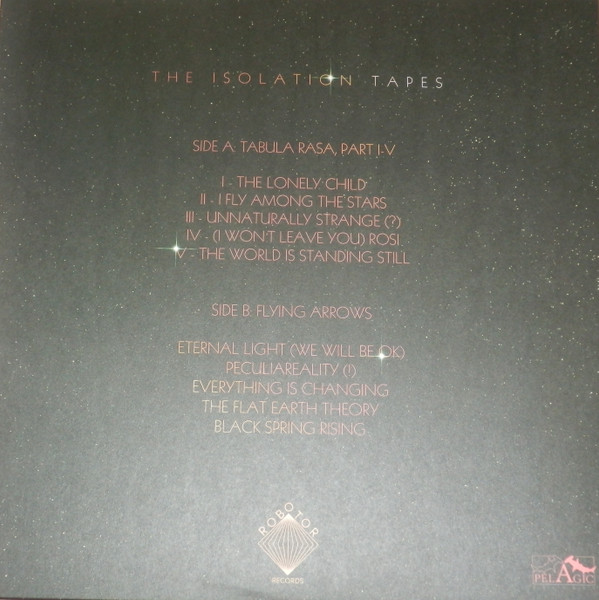 THE ISOLATION TAPES
SIDE A: TABULA RASA, PART I-V
I - THE LONELY CHILD
II - I FLY AMONG THE STARS
III - UNNATURALLY STRANGE (?)
IV - (I WON'T LEAVE YOU) ROSI
V - THE WORLD IS STANDING STILL
SIDE B: FLYING ARROWS
ETERNAL LIGHT (WE WILL BE OK)
PECULIAREALITY (!)
EVERYTHING IS CHANGING
THE FLAT EARTH THEORY
BLACK SPRING RISING
ROBOTOR
RECORDS
PELAGIC